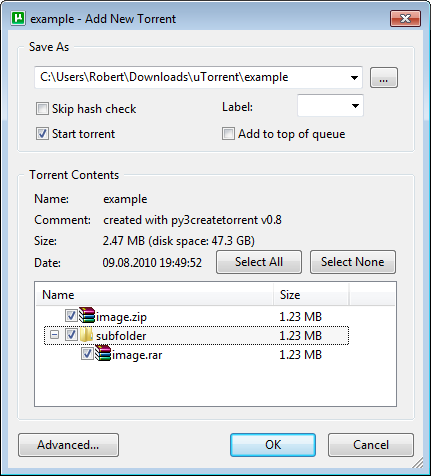 example - Add New Torrent
Save As
C:\Users\Robert\Downloads\uTorrent\example
...
Skip hash check
Label:
Start torrent
Add to top of queue
Torrent Contents
Name: example
Comment: created with py3createtorrent v0.8
Size: 2.47 MB (disk space: 47.3 GB)
Date: 09.08.2010 19:49:52 Select All Select None
Name Size
image.zip 1.23 MB
subfolder 1.23 MB
image.rar 1.23 MB
Advanced... OK Cancel